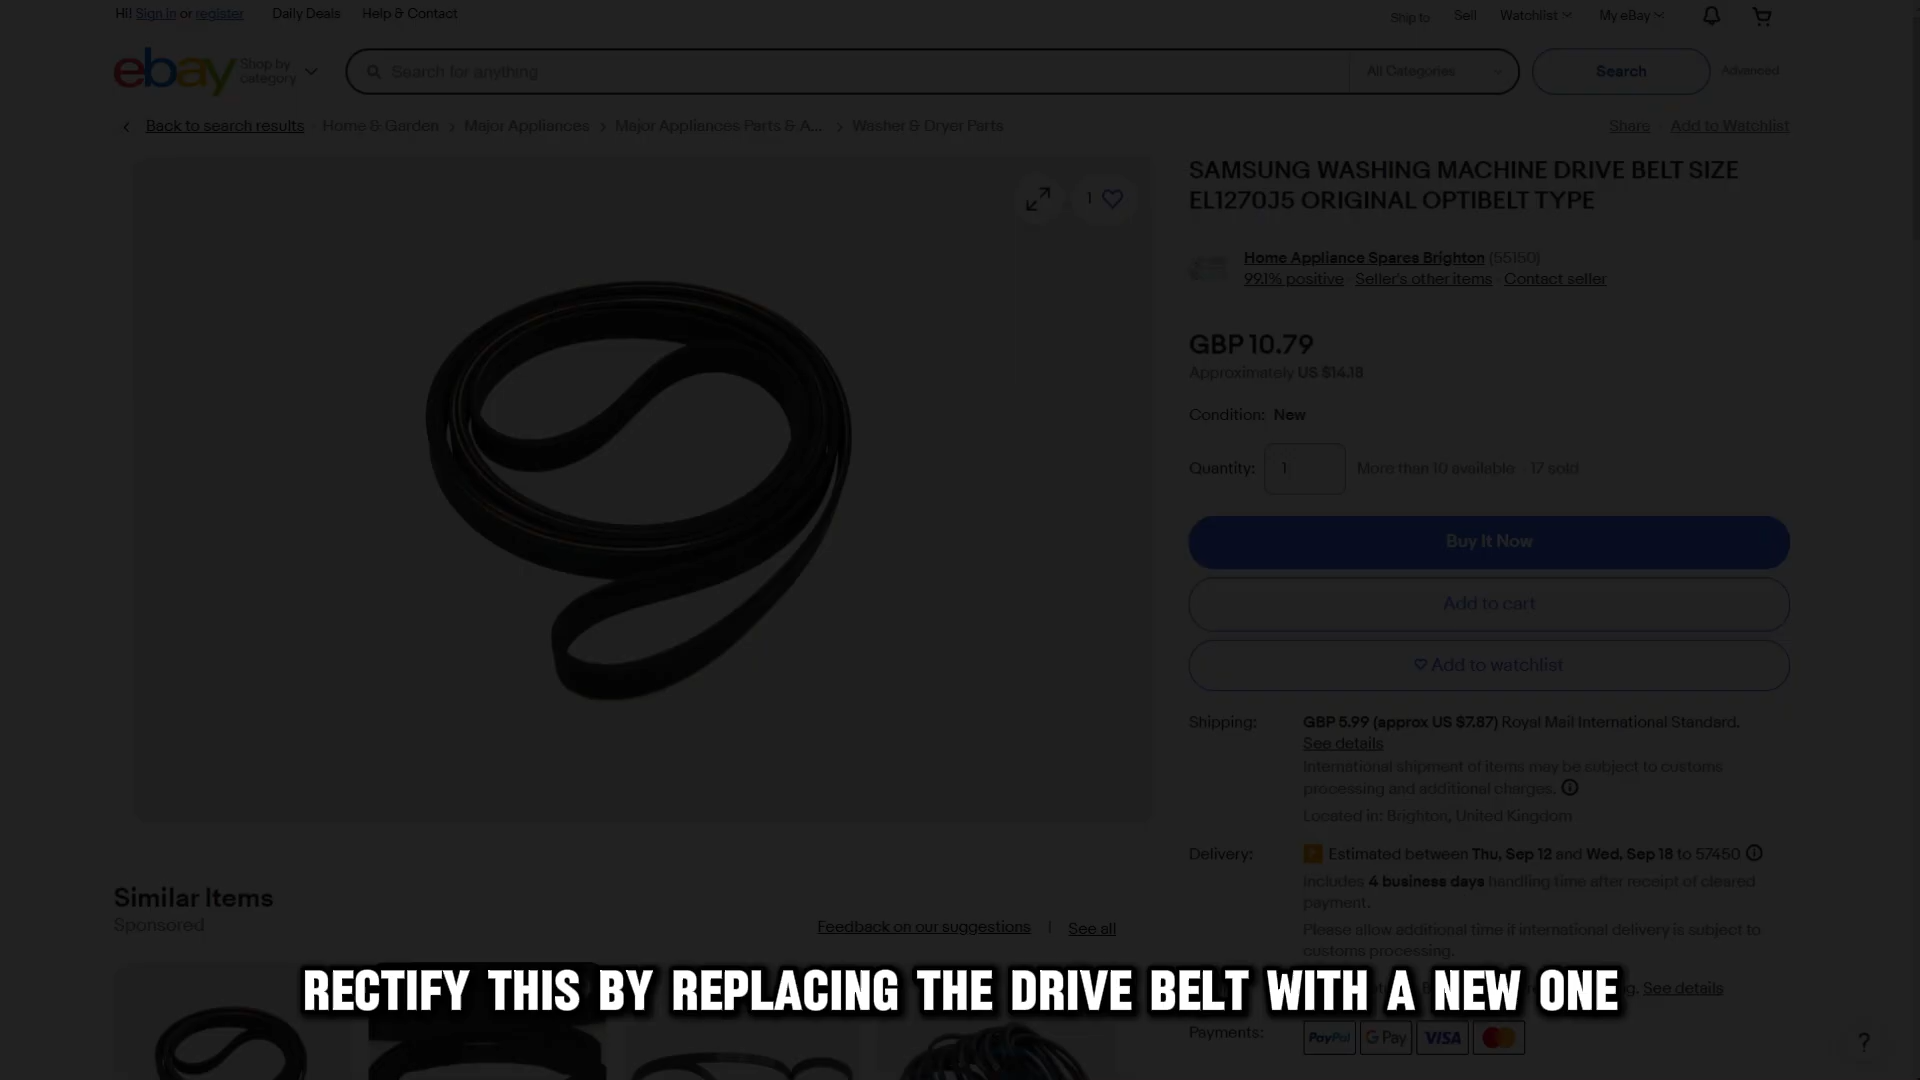 Hi! Sign in or register
Daily Deals
Help & Contact
Ship to
Sell
Watchlist
My eBay
ebay
Shop by
category
Search for anything
All Categories
Search
Advanced
Back to search results
Home & Garden
Major Appliances
Major Appliances Parts & A...
Washer & Dryer Parts
Share
Add to Watchlist
1
SAMSUNG WASHING MACHINE DRIVE BELT SIZE
EL1270J5 ORIGINAL OPTIBELT TYPE
Home Appliance Spares Brighton (55150)
99.1% positive · Seller's other items · Contact seller
GBP 10.79
Approximately US $14.18
Condition: New
Quantity: 1 More than 10 available · 17 sold
Buy It Now
Add to cart
Add to watchlist
Shipping: GBP 5.99 (approx US $7.87) Royal Mail International Standard.
See details
International shipment of items may be subject to customs
processing and additional charges.
Located in: Brighton, United Kingdom
Delivery: Estimated between Thu, Sep 12 and Wed, Sep 18 to 57450
Includes 4 business days handling time after receipt of cleared
payment.
Please allow additional time if international delivery is subject to
customs processing.
See details
Payments: PayPal G Pay VISA
Similar Items
Sponsored
Feedback on our suggestions | See all
RECTIFY THIS BY REPLACING THE DRIVE BELT WITH A NEW ONE
?